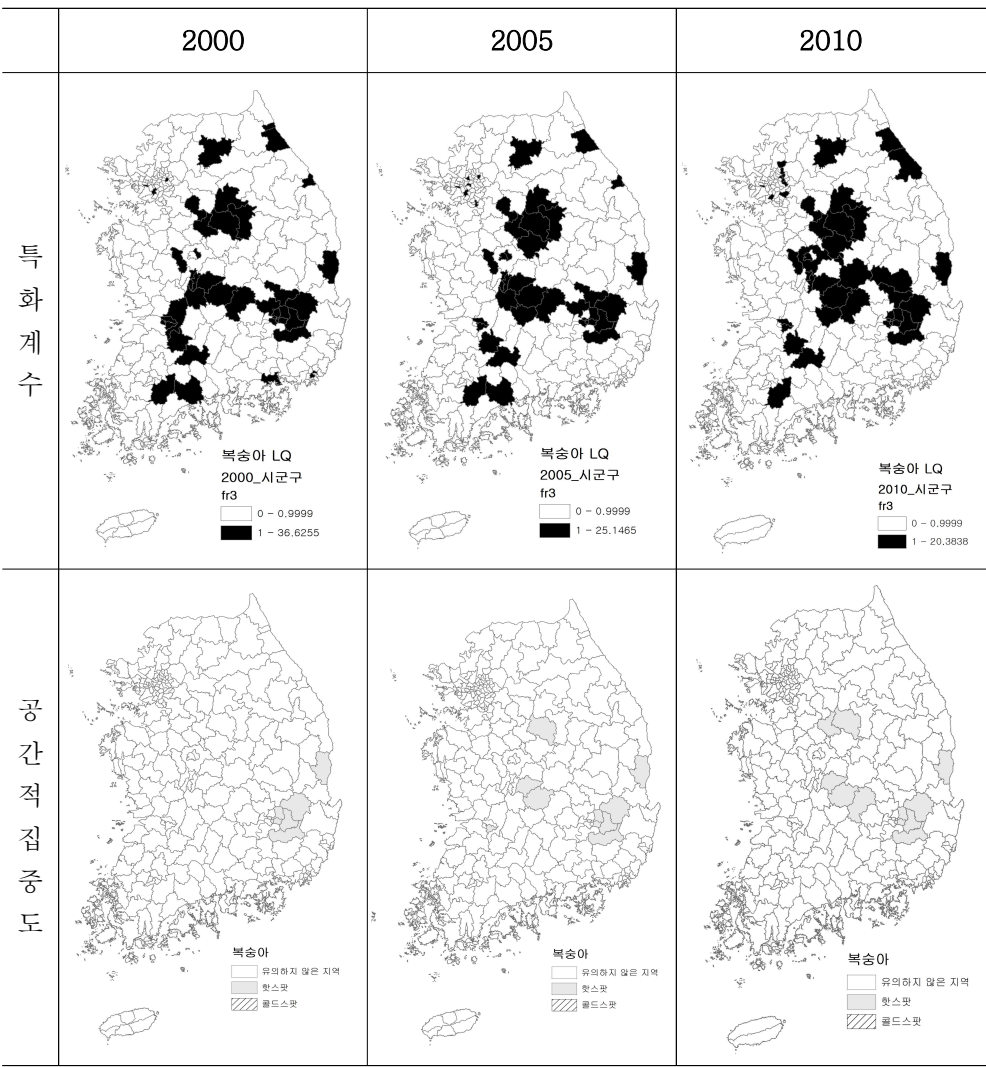 2000
2005
2010
특
화
계
수
복숭아 LQ
2000_시군구
fr3
0 - 0.9999
1 - 36.6255
복숭아 LQ
2005_시군구
fr3
0 - 0.9999
1 - 25.1465
복숭아 LQ
2010_시군구
fr3
0 - 0.9999
1 - 20.3838
공
간
적
집
중
도
복숭아
유의하지 않은 지역
핫스팟
콜드스팟
복숭아
유의하지 않은 지역
핫스팟
콜드스팟
복숭아
유의하지 않은 지역
핫스팟
콜드스팟